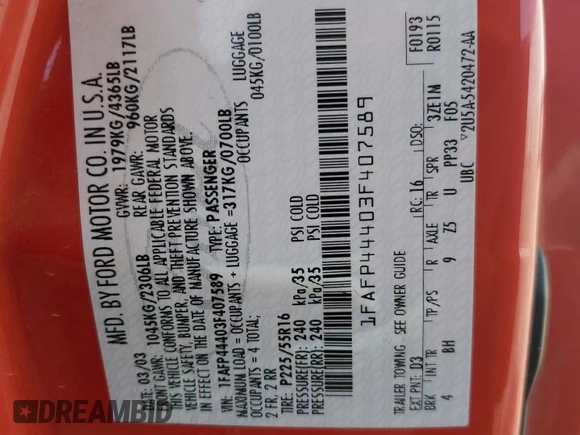 MFD. BY FORD MOTOR CO. IN U.S.A.
DATE: 03/03 GVWR: 1979KG/4365LB
FRONT GAWR: 1045KG/2306LB REAR GAWR: 960KG/2117LB
THIS VEHICLE CONFORMS TO ALL APPLICABLE FEDERAL MOTOR
VEHICLE SAFETY, BUMPER, AND THEFT PREVENTION STANDARDS
IN EFFECT ON THE DATE OF MANUFACTURE SHOWN ABOVE.
VIN: 1FAFP44403F407589 TYPE: PASSENGER
MAXIMUM LOAD = OCCUPANTS + LUGGAGE =317KG/0700LB
OCCUPANTS = 4 TOTAL; OCCUPANTS LUGGAGE
2 FR, 2 RR 045KG/0100LB
TIRE: P225/55R16
PRESSURE(FR) 240 kPa/35 PSI COLD
PRESSURE(RR) 240 kPa/35 PSI COLD
1FAFP44403F407589
TRAILER TOWING - SEE OWNER GUIDE
F0193
EXT PNT: D3 RC: 16 DSO: R0115
BRK INT TR TP/PS R AXLE TR SPR 3ZE1M
4 BH 9 Z5 U PP33 F05
UBC ▽2U5A-5420472-AA
DREAMBID